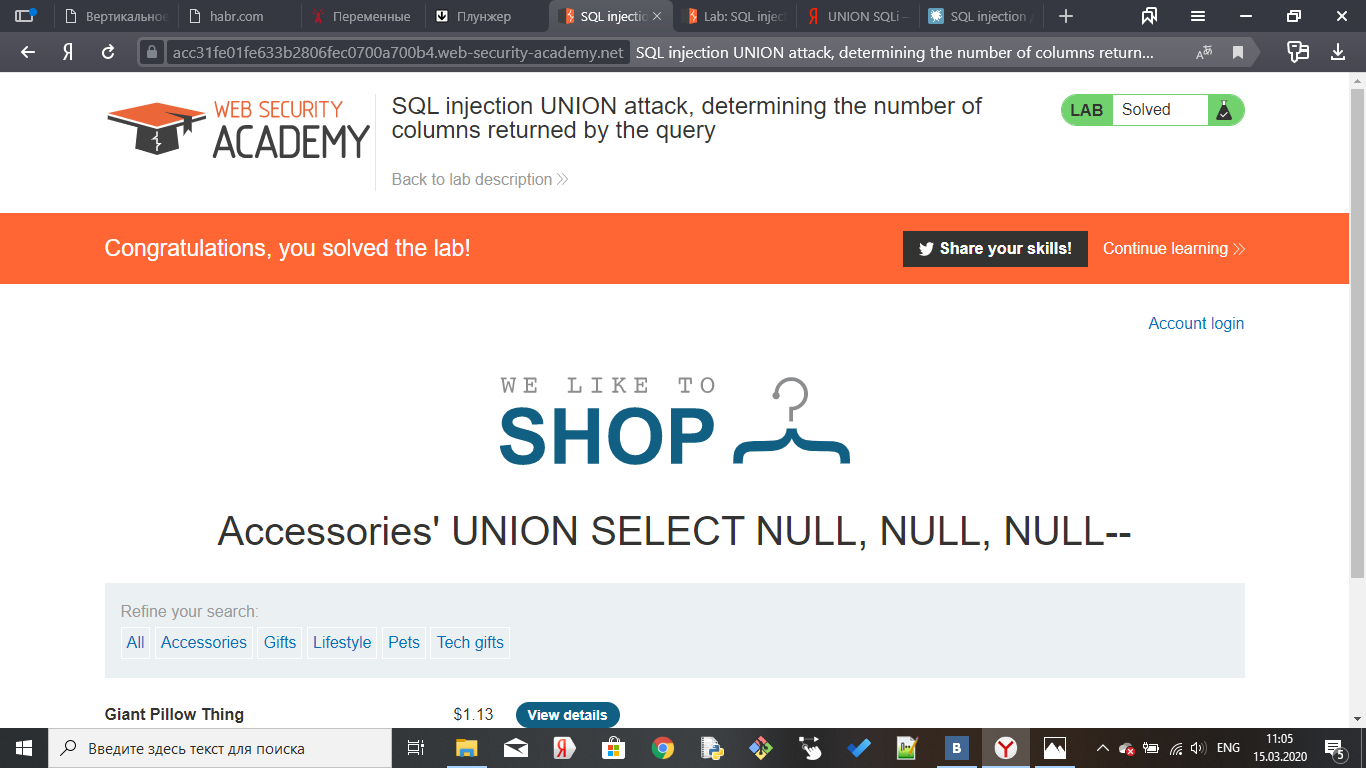 Вертикальное
habr.com
Переменные
Плунжер
SQL injectio
Lab: SQL inject
UNION SQLi –
SQL injection
acc31fe01fe633b2806fec0700a700b4.web-security-academy.net
SQL injection UNION attack, determining the number of columns return...
WEB SECURITY
ACADEMY
SQL injection UNION attack, determining the number of
columns returned by the query
Back to lab description
LAB Solved
Congratulations, you solved the lab!
Share your skills!
Continue learning
Account login
WE LIKE TO
SHOP
Accessories' UNION SELECT NULL, NULL, NULL--
Refine your search:
All Accessories Gifts Lifestyle Pets Tech gifts
Giant Pillow Thing $1.13 View details
Введите здесь текст для поиска
ENG
11:05
15.03.2020
5